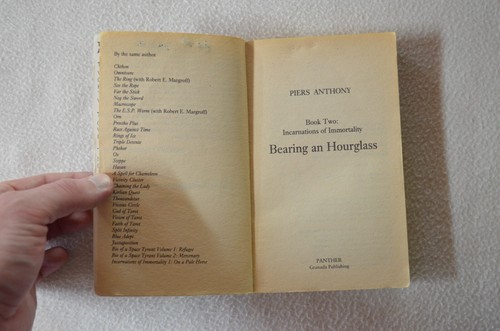 By the same author
Chthon
Omnivore
The Ring (with Robert E. Margroff)
Sos the Rope
Var the Stick
Neq the Sword
Macroscope
The E.S.P. Worm (with Robert E. Margroff)
Orn
Prostho Plus
Race Against Time
Rings of Ice
Triple Detente
Phthor
Ox
Steppe
Hasan
A Spell for Chameleon
Vicinity Cluster
Chaining the Lady
Kirlian Quest
Thousandstar
Viscous Circle
God of Tarot
Vision of Tarot
Faith of Tarot
Split Infinity
Blue Adept
Juxtaposition
Bio of a Space Tyrant Volume 1: Refugee
Bio of a Space Tyrant Volume 2: Mercenary
Incarnations of Immortality 1: On a Pale Horse
PIERS ANTHONY
Book Two:
Incarnations of Immortality
Bearing an Hourglass
PANTHER
Granada Publishing